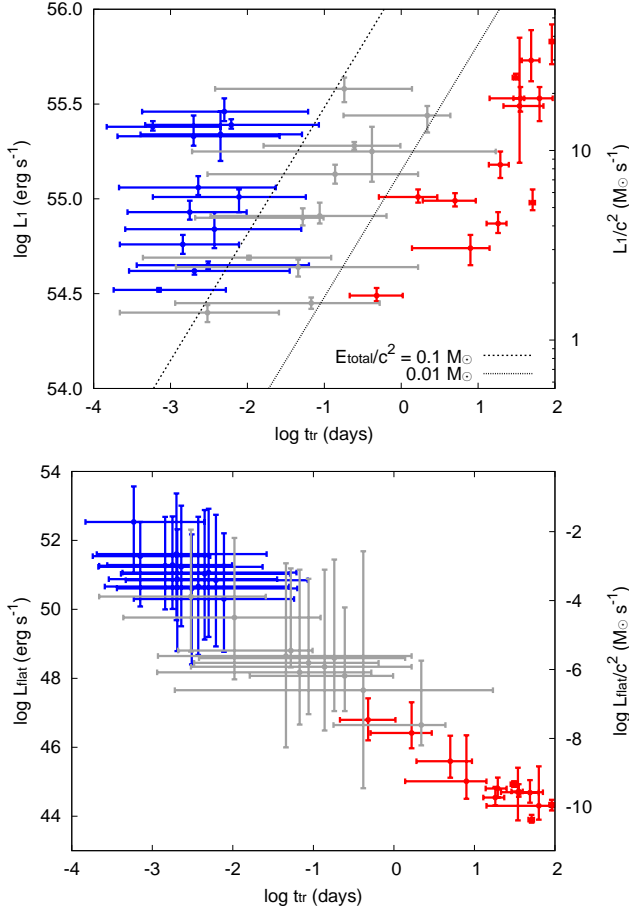 56.0
55.5
55.0
54.5
54.0
log L1 (erg s-1)
10
1
L1/c2 (M☉ s-1)
Etotal/c2 = 0.1 M☉
0.01 M☉
-4 -3 -2 -1 0 1 2
log ttr (days)
54
52
50
48
46
44
log Lflat (erg s-1)
-2
-4
-6
-8
-10
log Lflat/c2 (M☉ s-1)
-4 -3 -2 -1 0 1 2
log ttr (days)